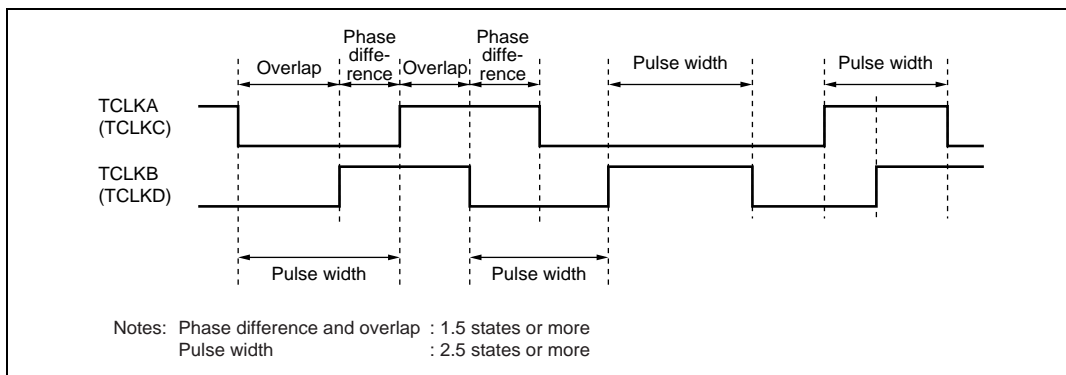 Phase
diffe-
rence
Phase
diffe-
rence
Overlap
Overlap
Pulse width
Pulse width
TCLKA
(TCLKC)
TCLKB
(TCLKD)
Pulse width
Pulse width
Notes: Phase difference and overlap : 1.5 states or more
Pulse width : 2.5 states or more